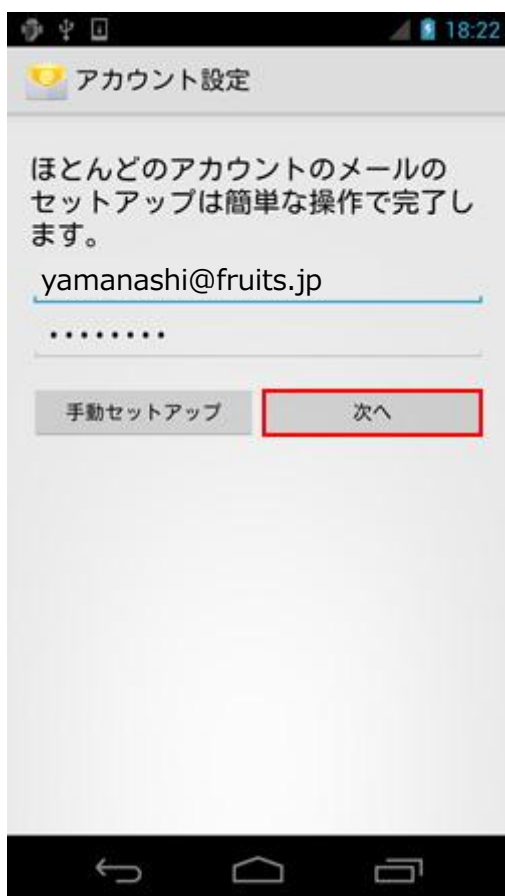 18:22
アカウント設定
ほとんどのアカウントのメールの
セットアップは簡単な操作で完了し
ます。
yamanashi@fruits.jp
••••••••
手動セットアップ
次へ